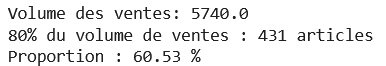 Volume des ventes: 5740.0
80% du volume de ventes : 431 articles
Proportion : 60.53 %